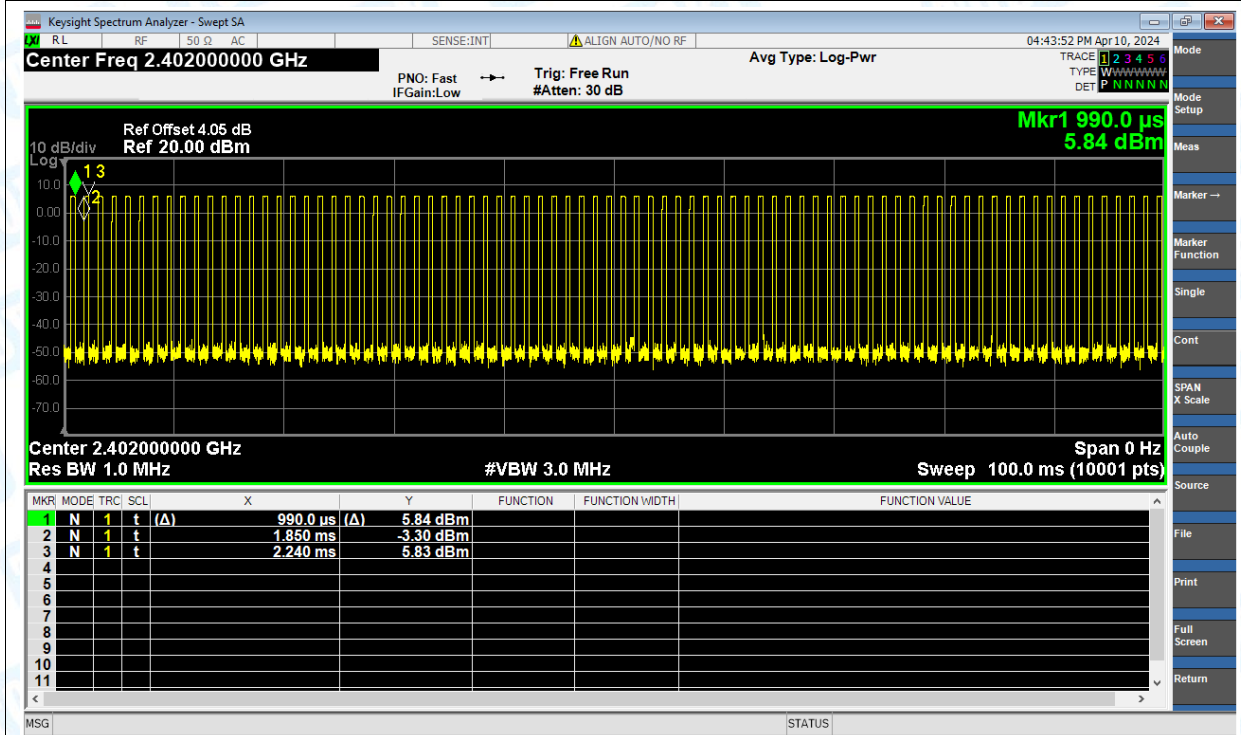 Keysight Spectrum Analyzer - Swept SA
LXI RL RF 50 Ω AC SENSE:INT ALIGN AUTO/NO RF 04:43:52 PM Apr 10, 2024
Center Freq 2.402000000 GHz
PNO: Fast
IFGain:Low
Trig: Free Run
#Atten: 30 dB
Avg Type: Log-Pwr
TRACE 1 2 3 4 5 6
TYPE WWWWWW
DET P N N N N N
Mkr1 990.0 µs
5.84 dBm
Ref Offset 4.05 dB
10 dB/div Ref 20.00 dBm
Log
10.0
0.00
-10.0
-20.0
-30.0
-40.0
-50.0
-60.0
-70.0
1 3
2
Center 2.402000000 GHz Span 0 Hz
Res BW 1.0 MHz #VBW 3.0 MHz Sweep 100.0 ms (10001 pts)
MKR MODE TRC SCL X Y FUNCTION FUNCTION WIDTH FUNCTION VALUE
1 N 1 t (Δ) 990.0 µs (Δ) 5.84 dBm
2 N 1 t 1.850 ms -3.30 dBm
3 N 1 t 2.240 ms 5.83 dBm
4
5
6
7
8
9
10
11
MSG STATUS
Mode
Mode
Setup
Meas
Marker →
Marker
Function
Single
Cont
SPAN
X Scale
Auto
Couple
Source
File
Print
Full
Screen
Return